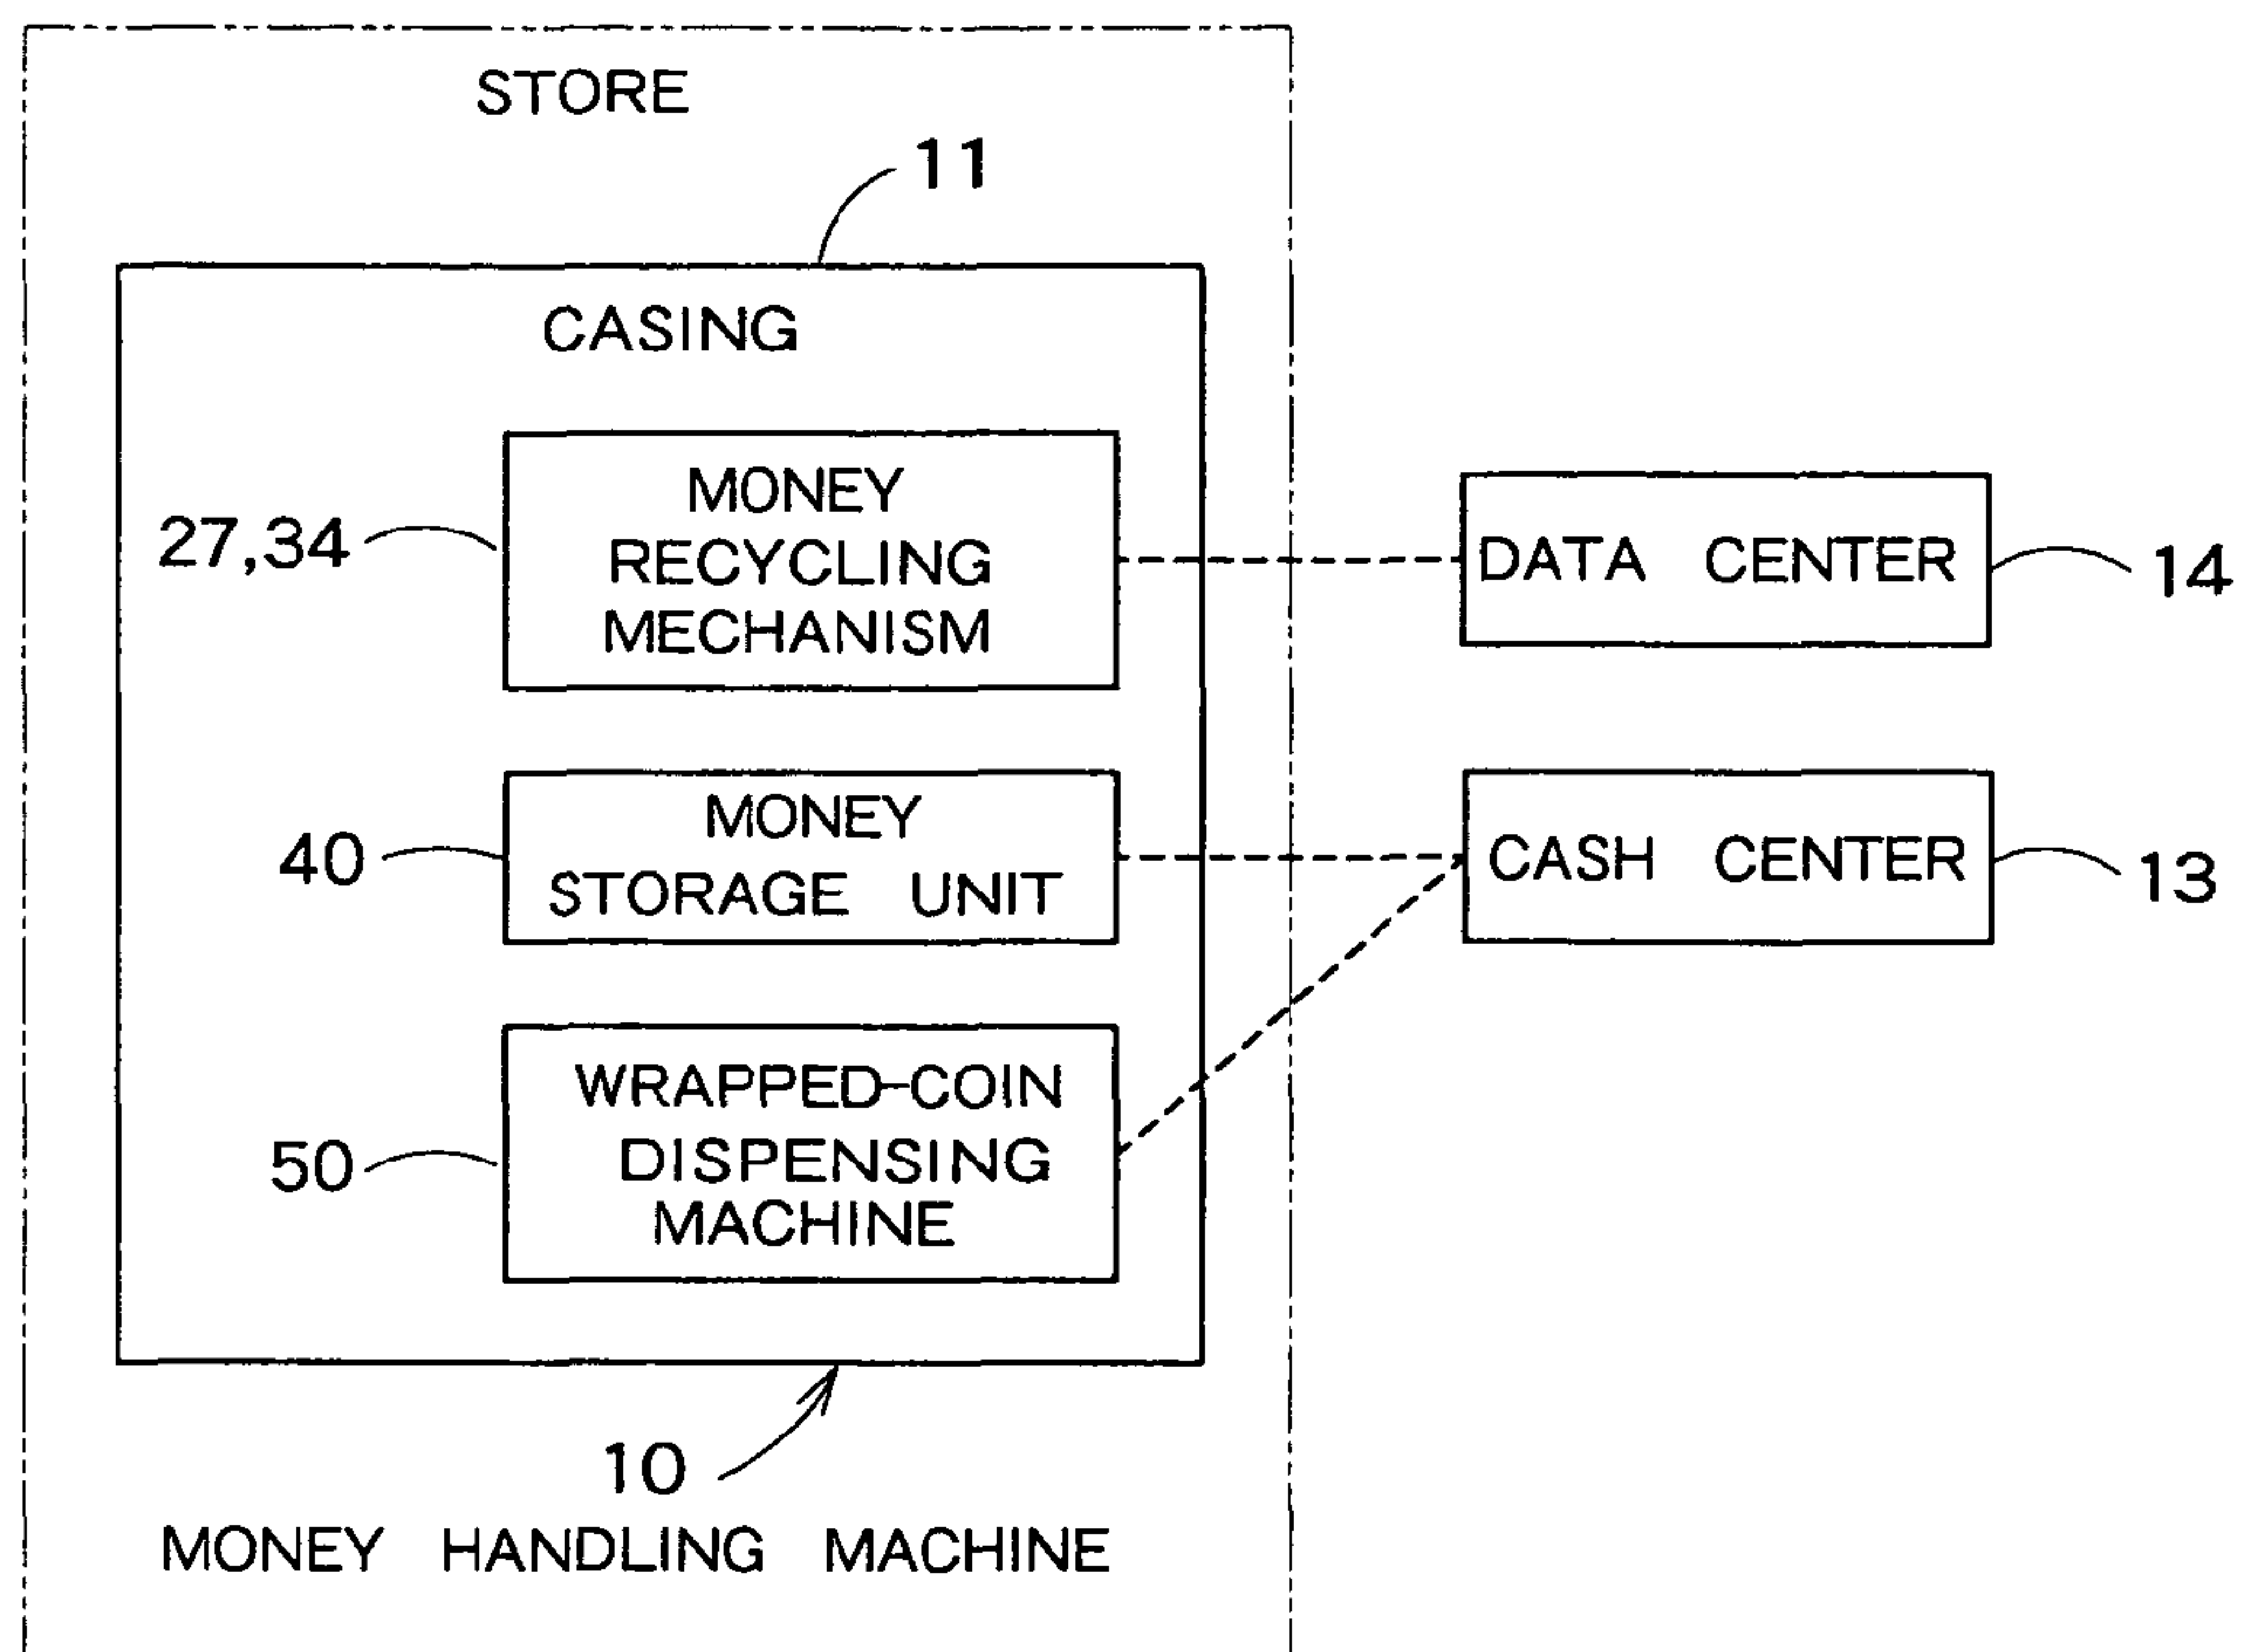 STORE
11
CASING
MONEY
RECYCLING
MECHANISM
27,34
DATA CENTER
14
MONEY
STORAGE UNIT
40
CASH CENTER
13
WRAPPED-COIN
DISPENSING
MACHINE
50
10
MONEY HANDLING MACHINE